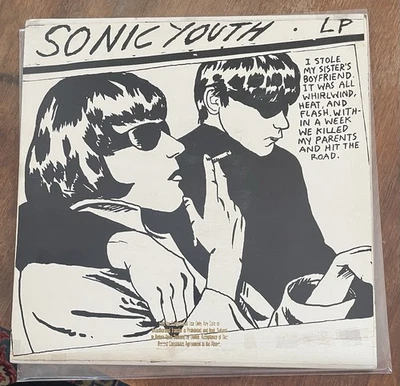 SONIC YOUTH . LP
I STOLE
MY SISTER'S
BOYFRIEND.
IT WAS ALL
WHIRLWIND,
HEAT, AND
FLASH. WITH-
IN A WEEK
WE KILLED
MY PARENTS
AND HIT THE
ROAD.